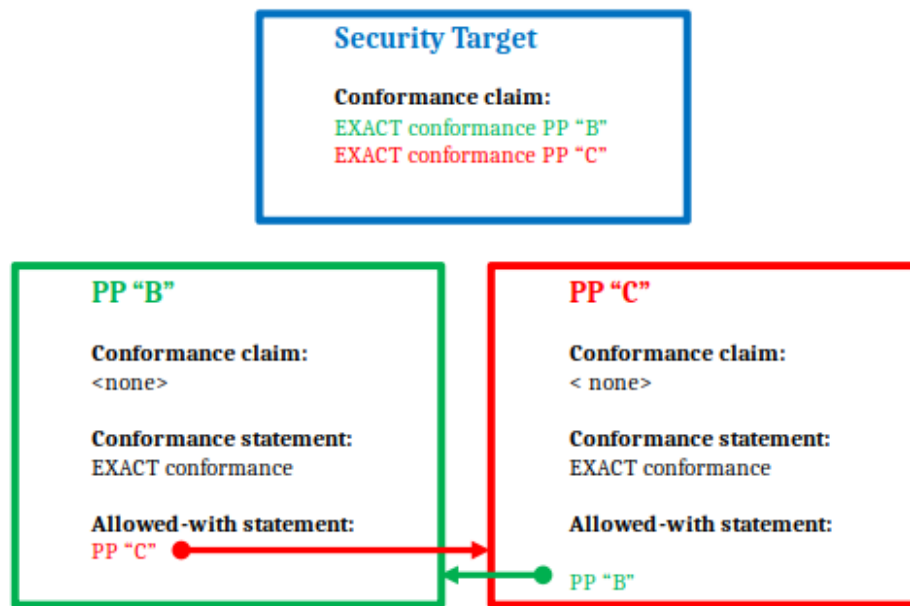 Security Target
Conformance claim:
EXACT conformance PP “B”
EXACT conformance PP “C”
PP “B”
Conformance claim:
<none>
Conformance statement:
EXACT conformance
Allowed-with statement:
PP “C”
PP “C”
Conformance claim:
< none>
Conformance statement:
EXACT conformance
Allowed-with statement:
PP “B”